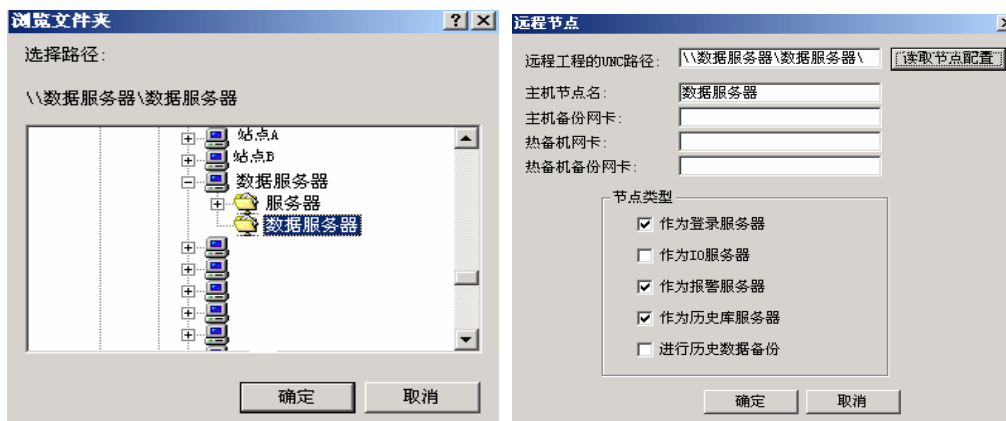 浏览文件夹
选择路径:
\\数据服务器\数据服务器
站点A
站点B
数据服务器
服务器
数据服务器
确定
取消
远程节点
远程工程的UNC路径:
\\数据服务器\数据服务器\
读取节点配置
主机节点名:
数据服务器
主机备份网卡:
热备机网卡:
热备机备份网卡:
节点类型
作为登录服务器
作为IO服务器
作为报警服务器
作为历史库服务器
进行历史数据备份
确定
取消